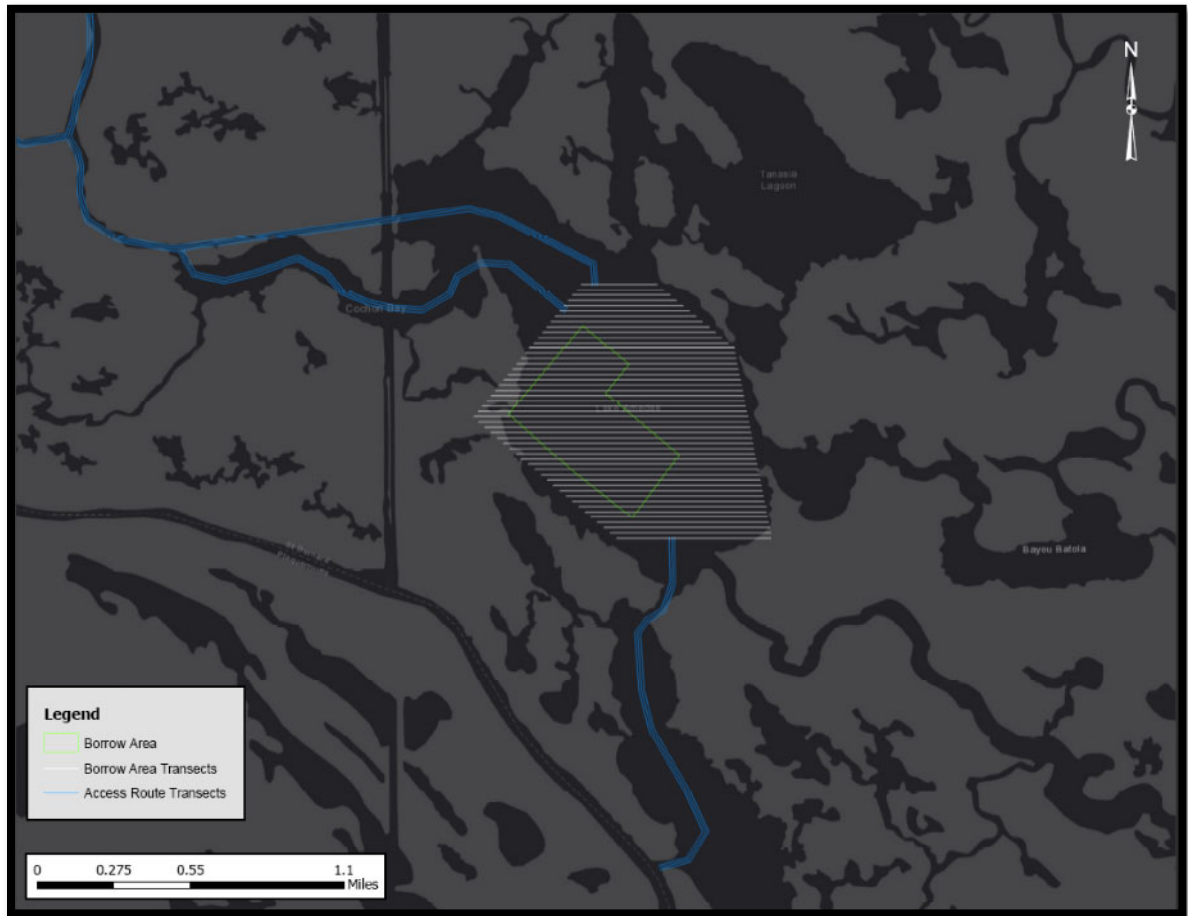 N
Tanasia
Lagoon
Cochon Bay
Bayou Batola
Legend
Borrow Area
Borrow Area Transects
Access Route Transects
0 0.275 0.55 1.1
Miles